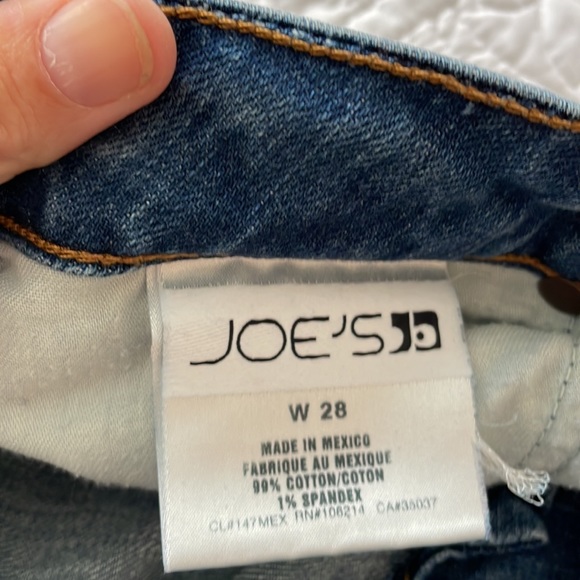 JOE'S
W 28
MADE IN MEXICO
FABRIQUE AU MEXIQUE
99% COTTON/COTON
1% SPANDEX
CL#147MEX RN#106214 CA#35037